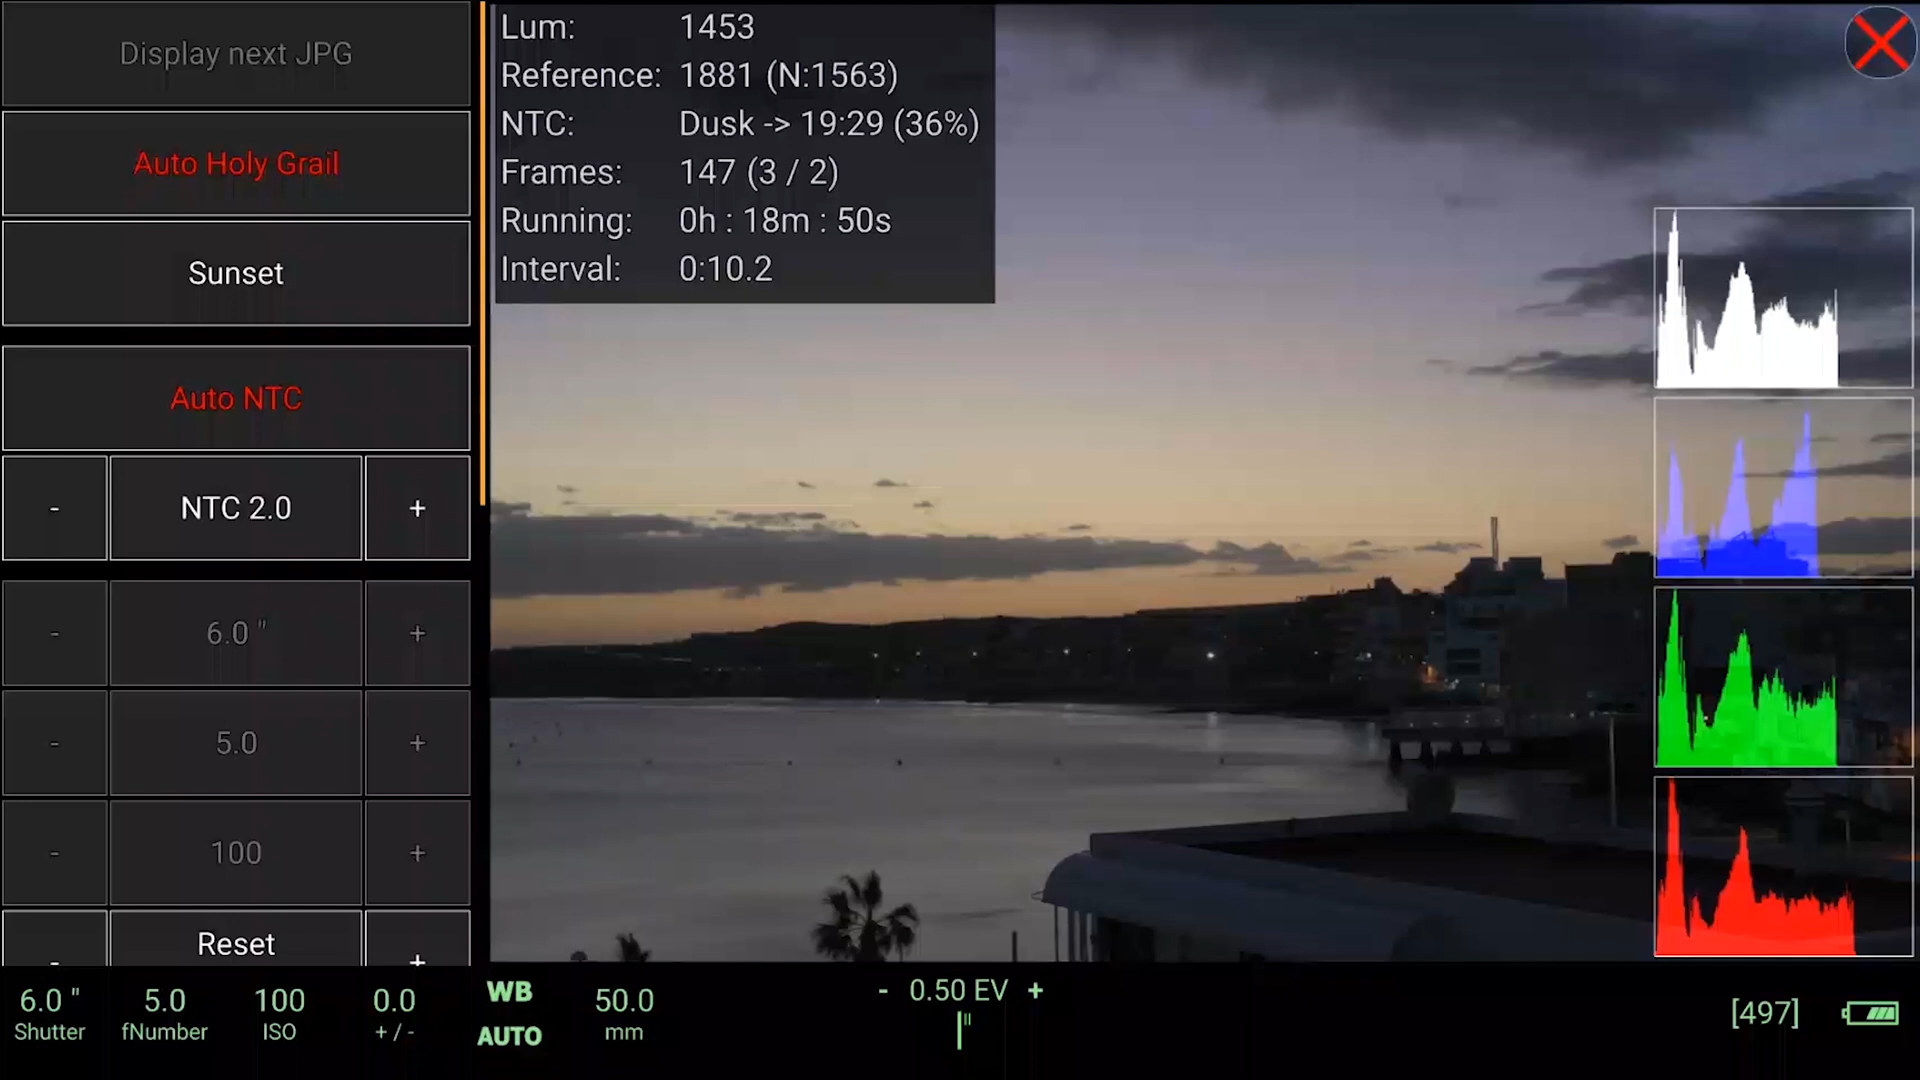 Display next JPG
Auto Holy Grail
Sunset
Auto NTC
- NTC 2.0 +
- 6.0 " +
- 5.0 +
- 100 +
- Reset +
Lum: 1453
Reference: 1881 (N:1563)
NTC: Dusk -> 19:29 (36%)
Frames: 147 (3 / 2)
Running: 0h : 18m : 50s
Interval: 0:10.2
6.0 " 5.0 100 0.0 WB 50.0 - 0.50 EV + [497]
Shutter fNumber ISO + / - AUTO mm